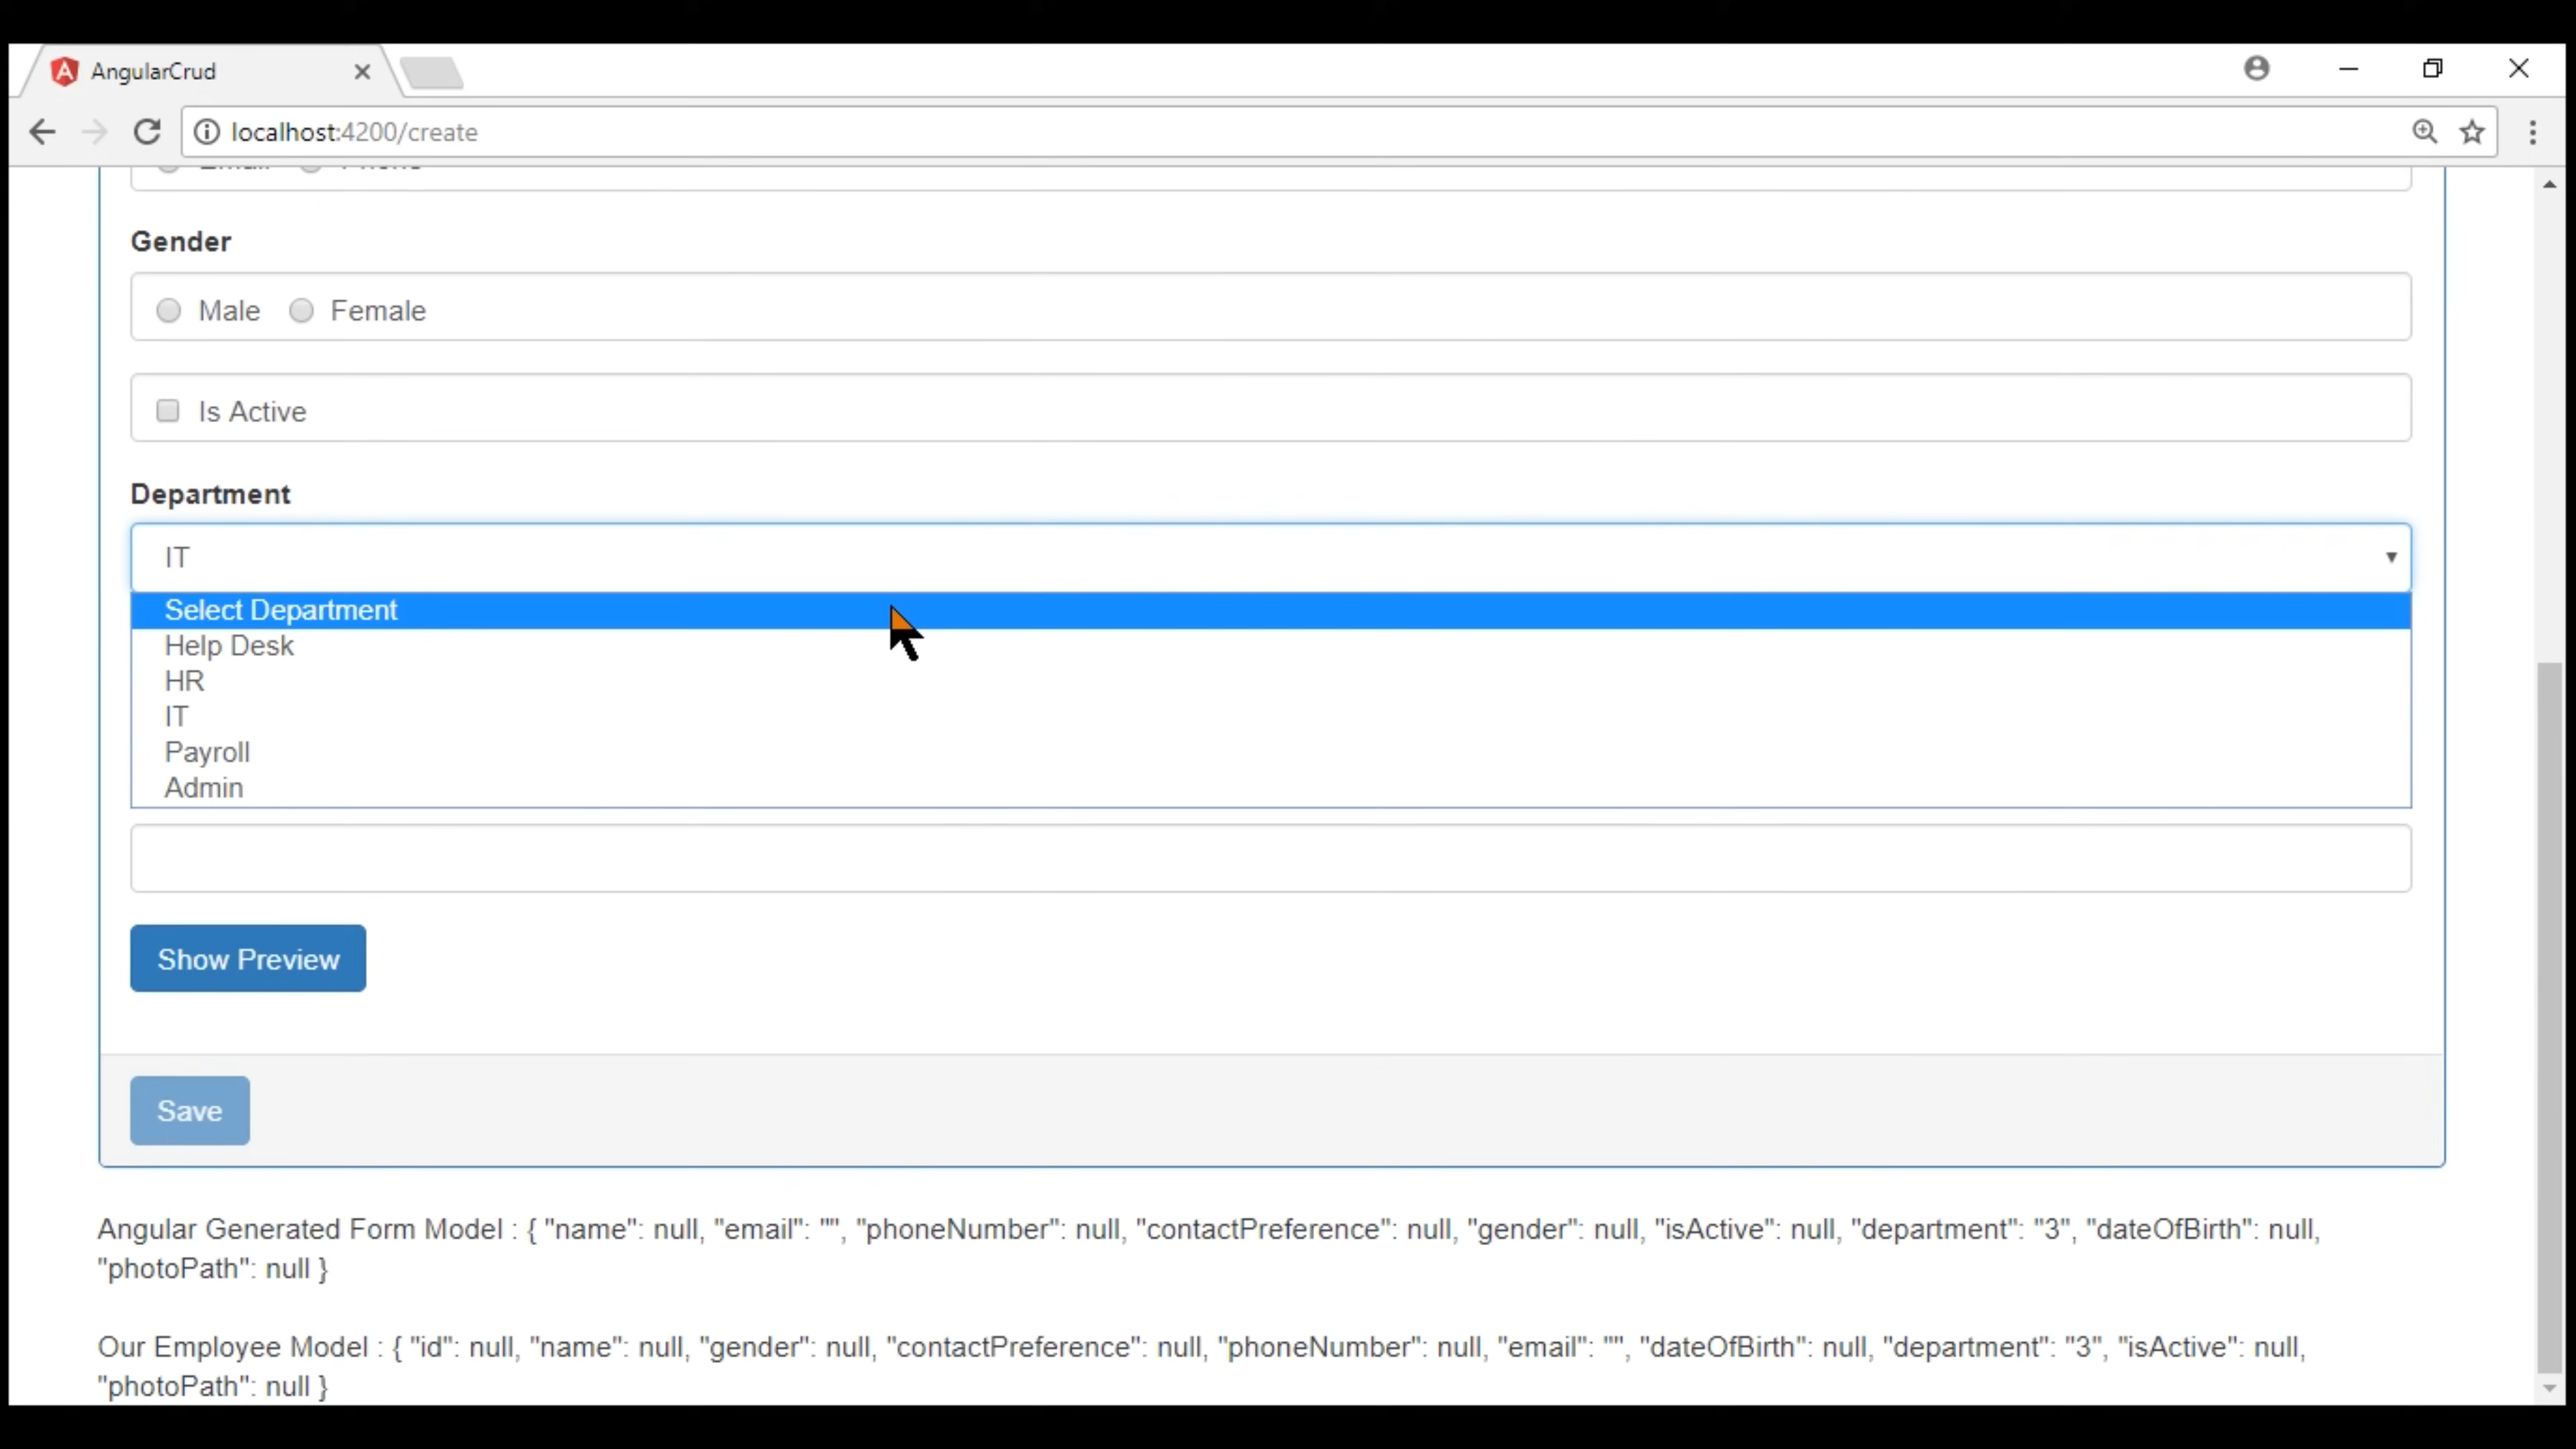 AngularCrud
localhost:4200/create
Gender
Male Female
Is Active
Department
IT
Select Department
Help Desk
HR
IT
Payroll
Admin
Show Preview
Save
Angular Generated Form Model : { "name": null, "email": "", "phoneNumber": null, "contactPreference": null, "gender": null, "isActive": null, "department": "3", "dateOfBirth": null,
"photoPath": null }
Our Employee Model : { "id": null, "name": null, "gender": null, "contactPreference": null, "phoneNumber": null, "email": "", "dateOfBirth": null, "department": "3", "isActive": null,
"photoPath": null }